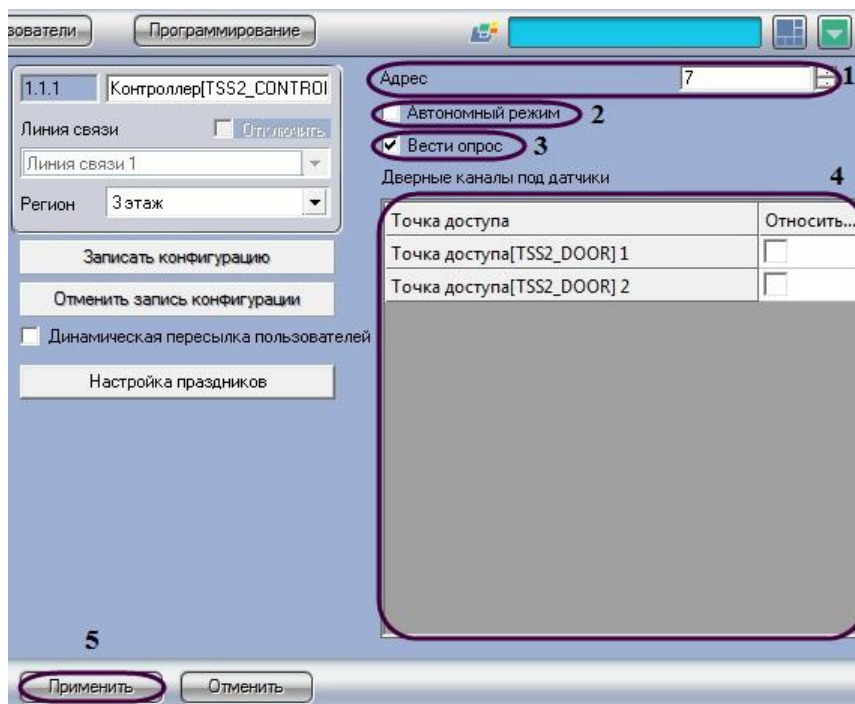 зователи Программирование
1.1.1 Контроллер[TSS2_CONTROI
Линия связи Отключить
Линия связи 1
Регион 3 этаж
Записать конфигурацию
Отменить запись конфигурации
Динамическая пересылка пользователей
Настройка праздников
Адрес 7 1
Автономный режим 2
Вести опрос 3
Дверные каналы под датчики 4
Точка доступа Относить...
Точка доступа[TSS2_DOOR] 1
Точка доступа[TSS2_DOOR] 2
5
Применить Отменить